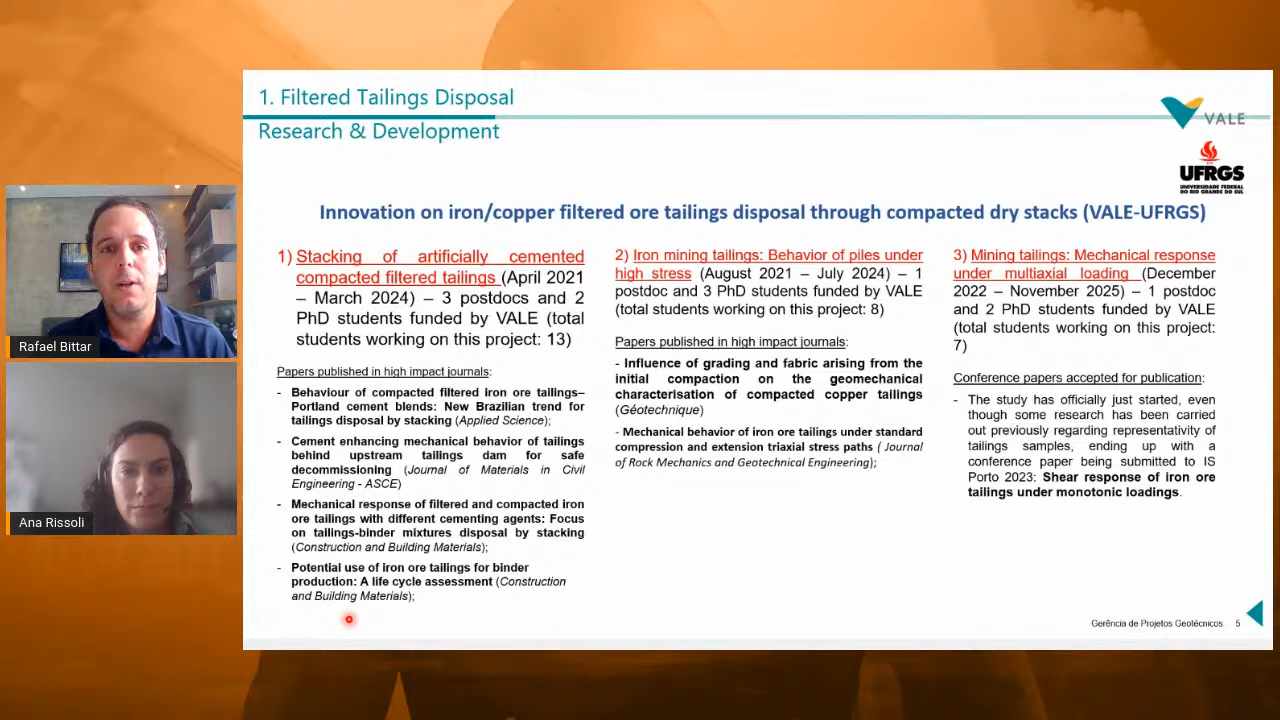 1. Filtered Tailings Disposal
Research & Development
VALE
UFRGS
UNIVERSIDADE FEDERAL
DO RIO GRANDE DO SUL
Innovation on iron/copper filtered ore tailings disposal through compacted dry stacks (VALE-UFRGS)
1) Stacking of artificially cemented
compacted filtered tailings (April 2021
– March 2024) – 3 postdocs and 2
PhD students funded by VALE (total
students working on this project: 13)
Papers published in high impact journals:
- Behaviour of compacted filtered iron ore tailings–
Portland cement blends: New Brazilian trend for
tailings disposal by stacking (Applied Science);
- Cement enhancing mechanical behavior of tailings
behind upstream tailings dam for safe
decommissioning (Journal of Materials in Civil
Engineering - ASCE)
- Mechanical response of filtered and compacted iron
ore tailings with different cementing agents: Focus
on tailings-binder mixtures disposal by stacking
(Construction and Building Materials);
- Potential use of iron ore tailings for binder
production: A life cycle assessment (Construction
and Building Materials);
2) Iron mining tailings: Behavior of piles under
high stress (August 2021 – July 2024) – 1
postdoc and 3 PhD students funded by VALE
(total students working on this project: 8)
Papers published in high impact journals:
- Influence of grading and fabric arising from the
initial compaction on the geomechanical
characterisation of compacted copper tailings
(Géotechnique)
- Mechanical behavior of iron ore tailings under standard
compression and extension triaxial stress paths ( Journal
of Rock Mechanics and Geotechnical Engineering);
3) Mining tailings: Mechanical response
under multiaxial loading (December
2022 – November 2025) – 1 postdoc
and 2 PhD students funded by VALE
(total students working on this project:
7)
Conference papers accepted for publication:
- The study has officially just started, even
though some research has been carried
out previously regarding representativity of
tailings samples, ending up with a
conference paper being submitted to IS
Porto 2023: Shear response of iron ore
tailings under monotonic loadings.
Gerência de Projetos Geotécnicos 5
Rafael Bittar
Ana Rissoli